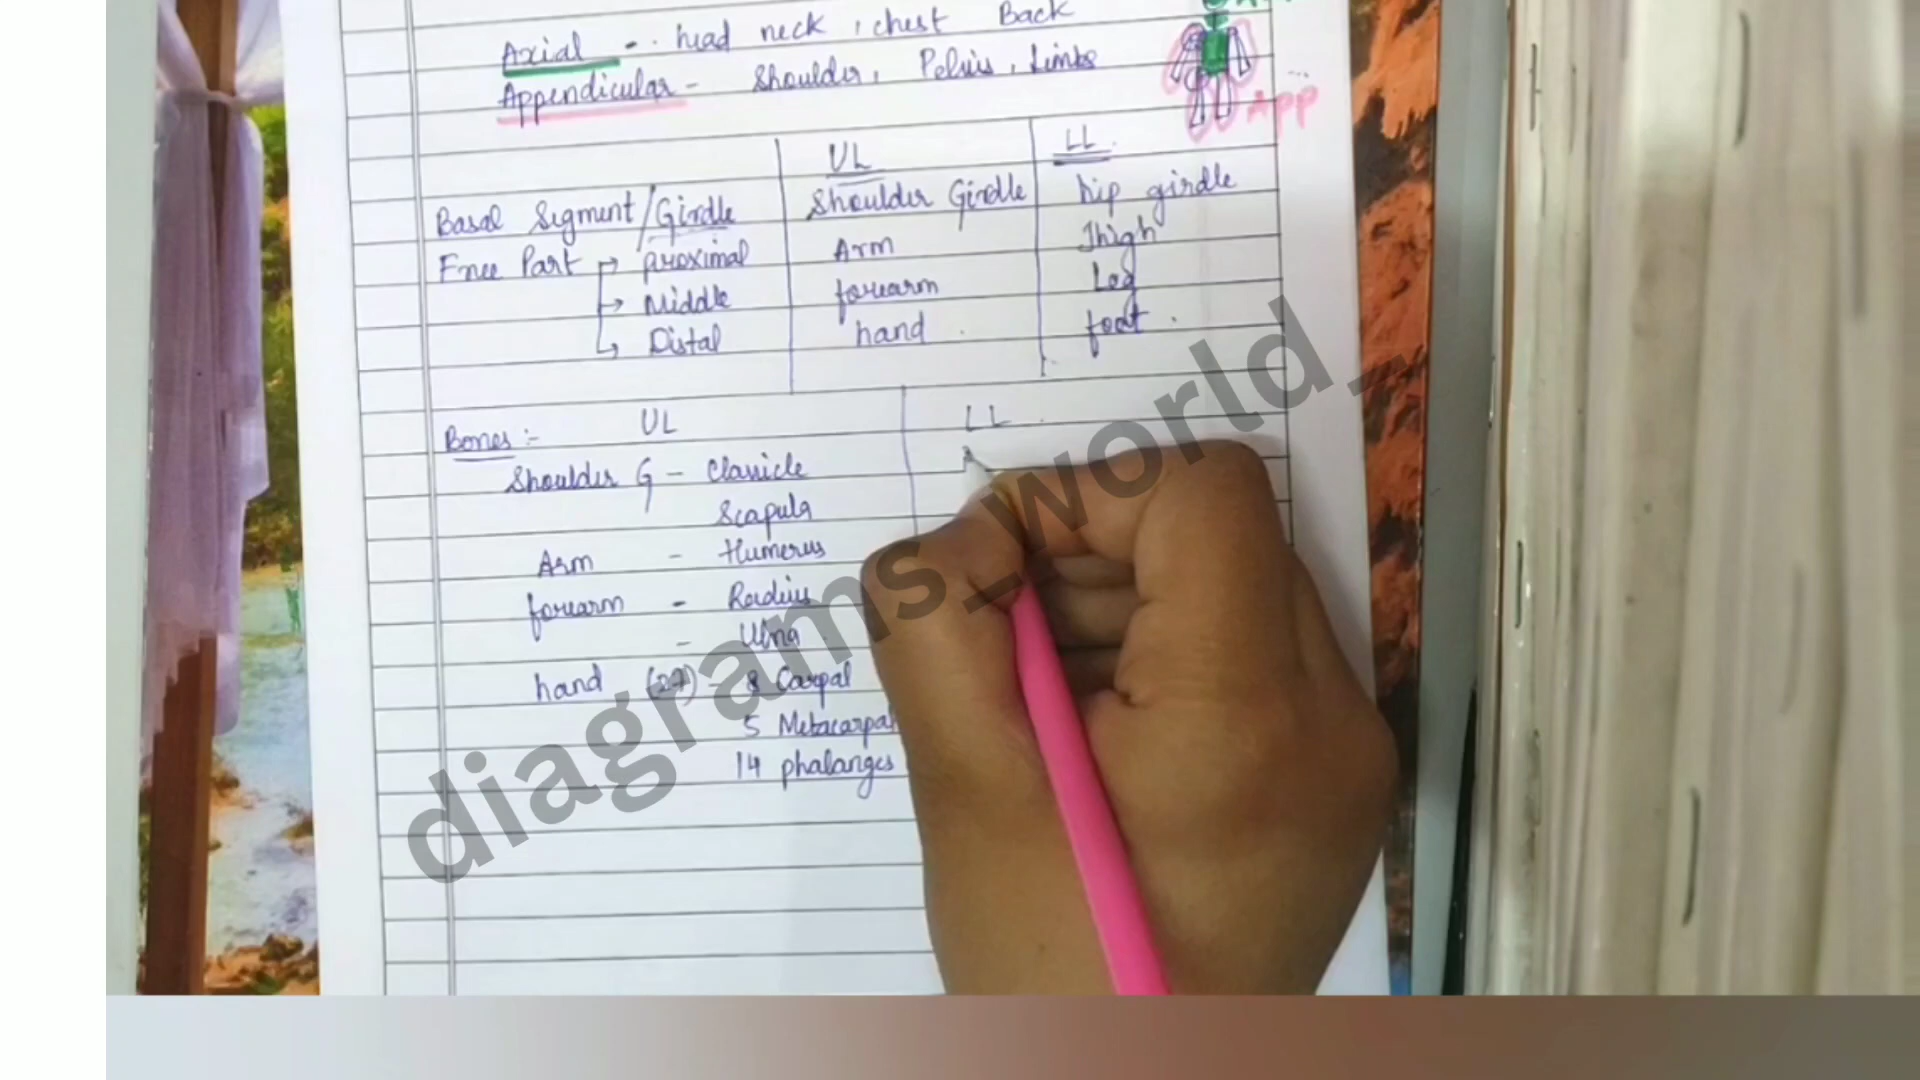 Axial - head neck, chest Back
Appendicular - Shoulder, Pelvis, Limbs
APP
UL LL
Basal Segment/Girdle Shoulder Girdle hip girdle
Free Part → proximal Arm Thigh
→ Middle forearm Leg
→ Distal hand foot
Bones :- UL LL
Shoulder G - Clavicle
Scapula
Arm - Humerus
forearm - Radius
- Ulna
hand (27) - 8 Carpal
5 Metacarpal
14 phalanges
diagrams_world_